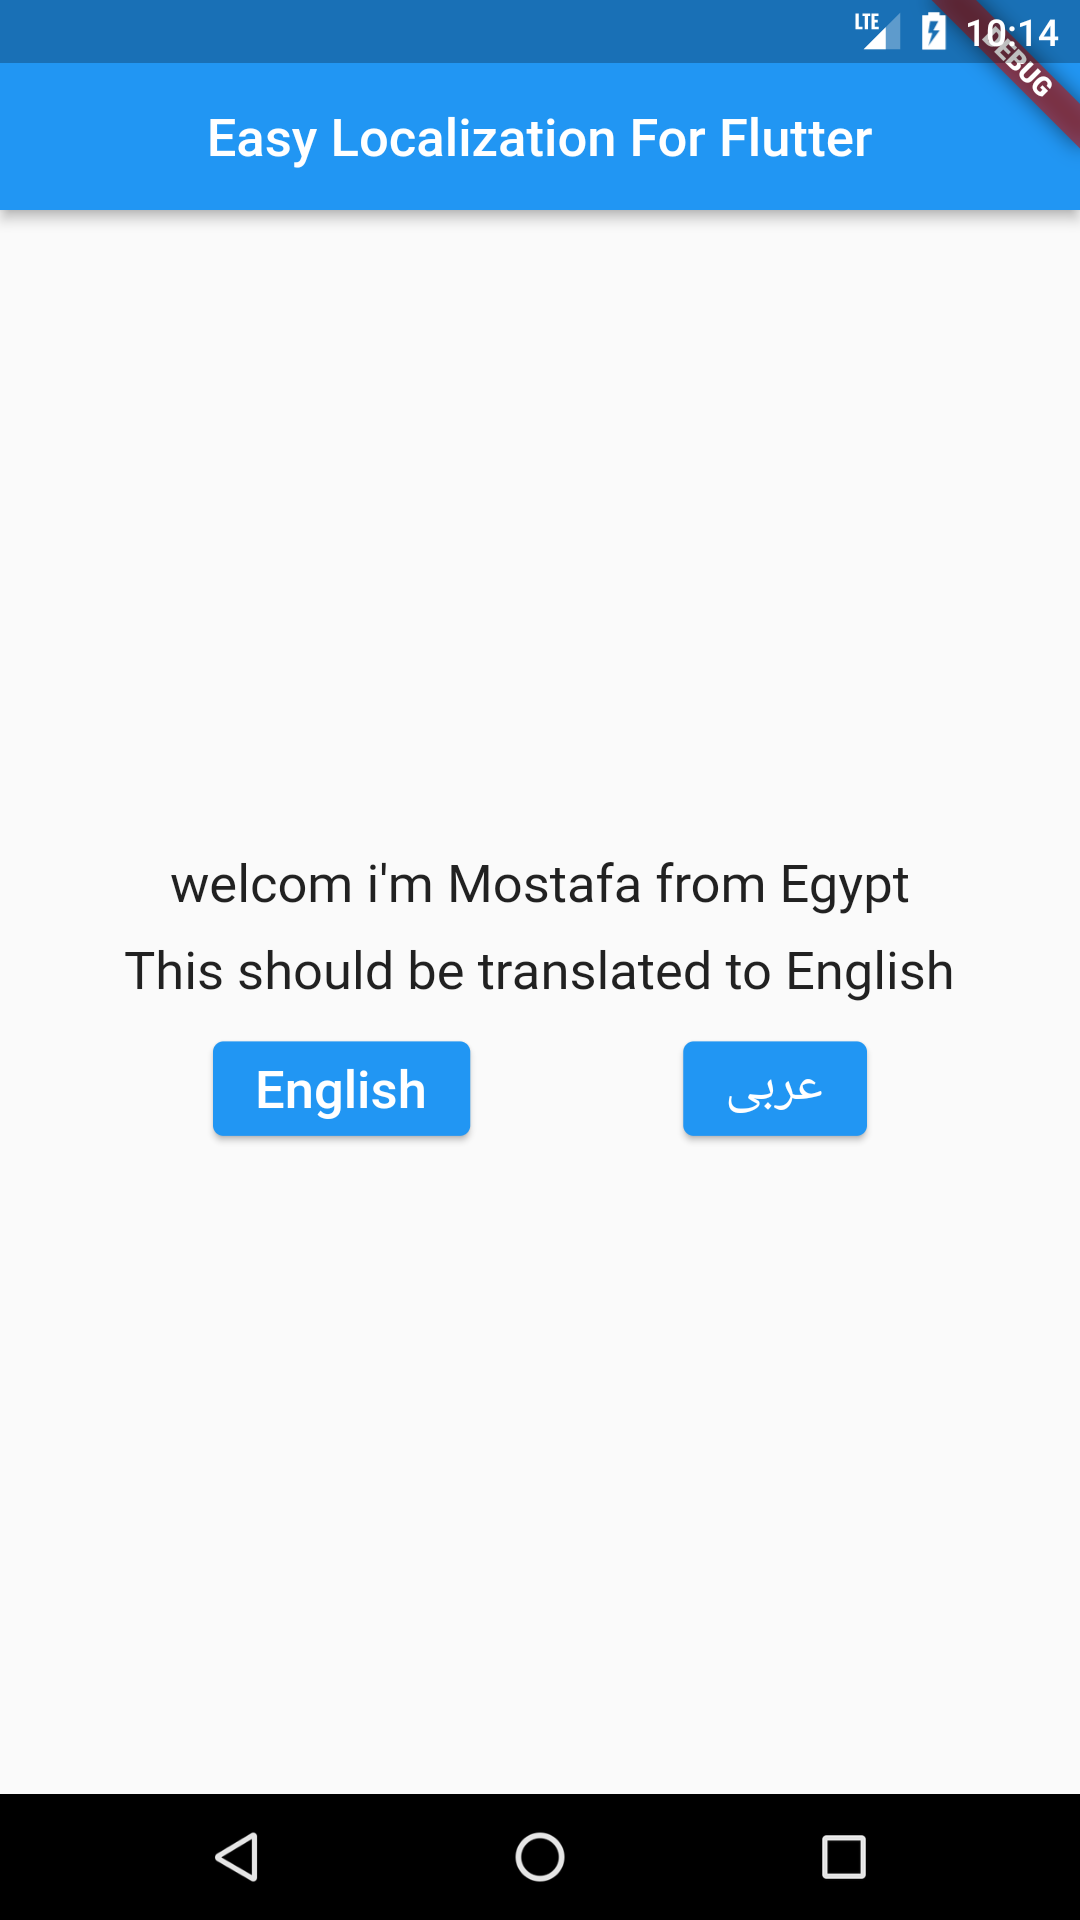 LTE 10:14
DEBUG
Easy Localization For Flutter
welcom i'm Mostafa from Egypt
This should be translated to English
English عربى